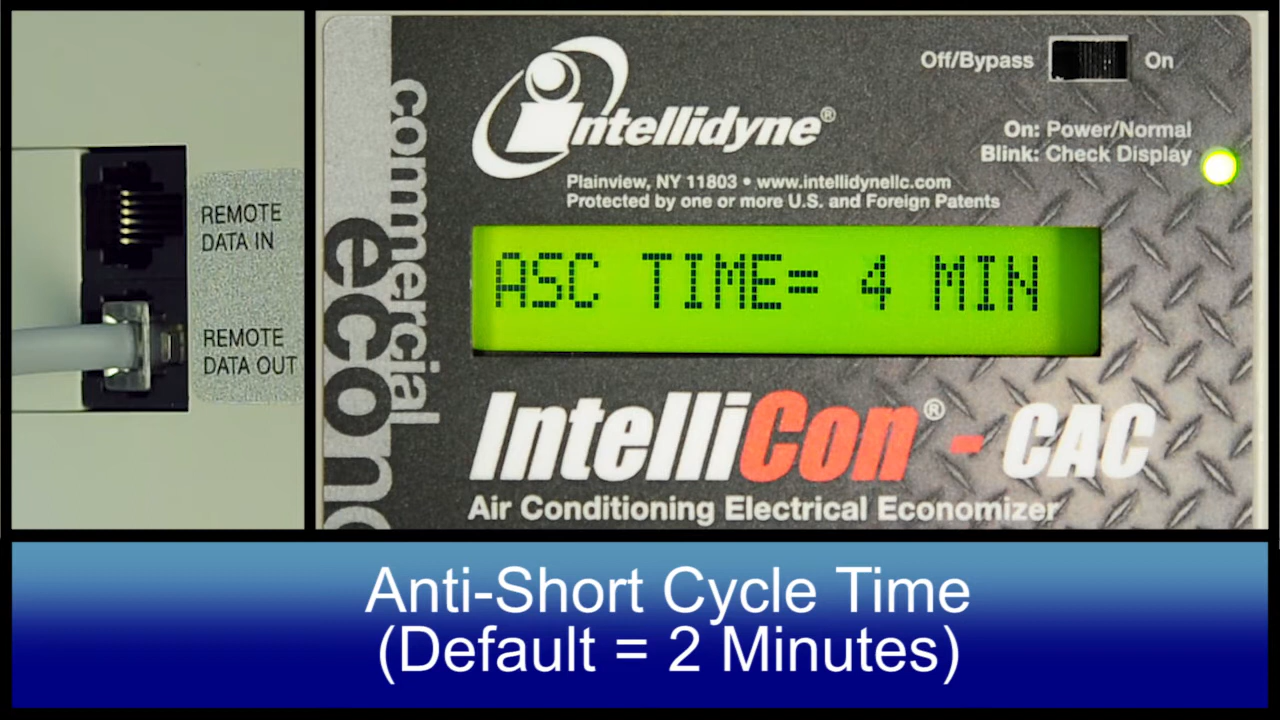 REMOTE
DATA IN
REMOTE
DATA OUT
commercial
econo
intellidyne®
Off/Bypass On
On: Power/Normal
Blink: Check Display
Plainview, NY 11803 • www.intellidynellc.com
Protected by one or more U.S. and Foreign Patents
ASC TIME= 4 MIN
IntelliCon® - CAC
Air Conditioning Electrical Economizer
Anti-Short Cycle Time
(Default = 2 Minutes)